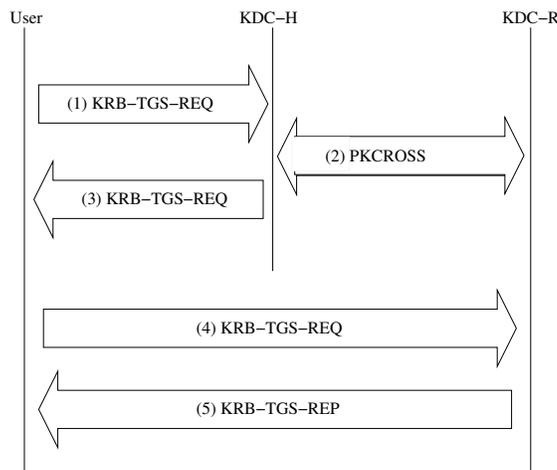 User KDC−H KDC−R
(1) KRB−TGS−REQ
(2) PKCROSS
(3) KRB−TGS−REQ
(4) KRB−TGS−REQ
(5) KRB−TGS−REP